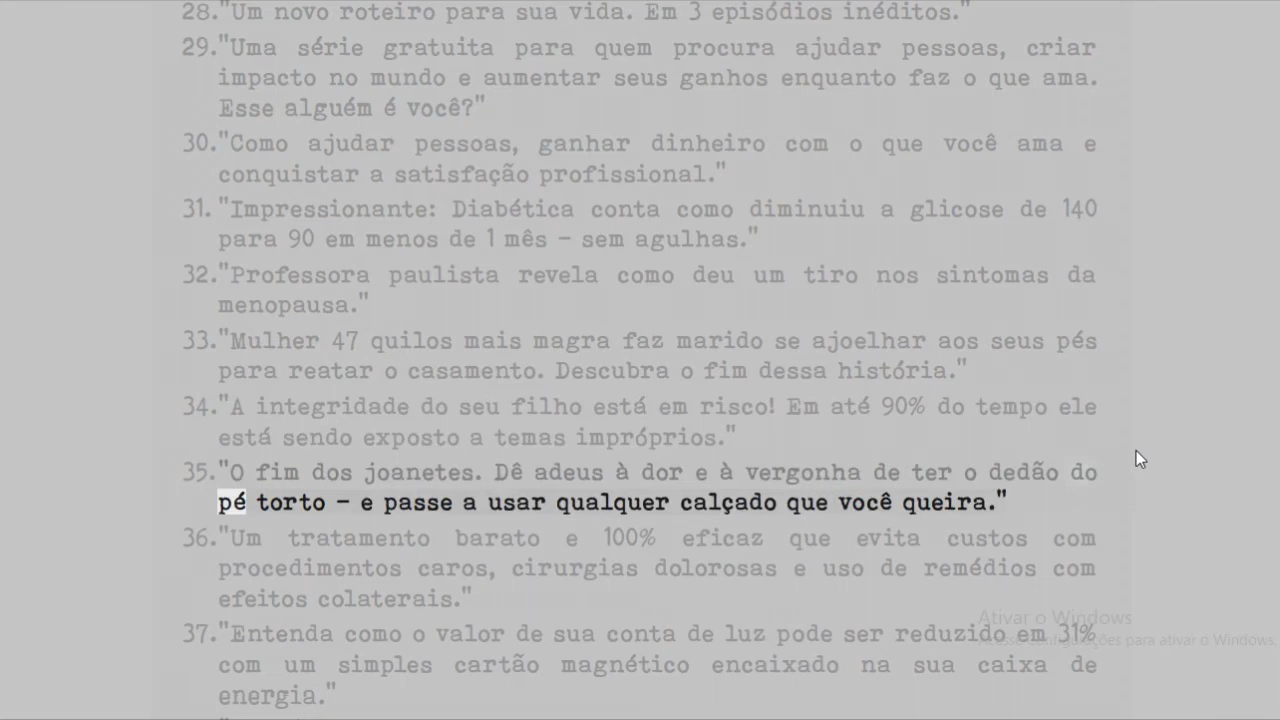 28."Um novo roteiro para sua vida. Em 3 episódios inéditos."
29."Uma série gratuita para quem procura ajudar pessoas, criar
impacto no mundo e aumentar seus ganhos enquanto faz o que ama.
Esse alguém é você?"
30."Como ajudar pessoas, ganhar dinheiro com o que você ama e
conquistar a satisfação profissional."
31."Impressionante: Diabética conta como diminuiu a glicose de 140
para 90 em menos de 1 mês – sem agulhas."
32."Professora paulista revela como deu um tiro nos sintomas da
menopausa."
33."Mulher 47 quilos mais magra faz marido se ajoelhar aos seus pés
para reatar o casamento. Descubra o fim dessa história."
34."A integridade do seu filho está em risco! Em até 90% do tempo ele
está sendo exposto a temas impróprios."
35."O fim dos joanetes. Dê adeus à dor e à vergonha de ter o dedão do
pé torto – e passe a usar qualquer calçado que você queira."
36."Um tratamento barato e 100% eficaz que evita custos com
procedimentos caros, cirurgias dolorosas e uso de remédios com
efeitos colaterais."
Ativar o Windows
37."Entenda como o valor de sua conta de luz pode ser reduzido em 31%
Acesse Configurações para ativar o Windows.
com um simples cartão magnético encaixado na sua caixa de
energia."